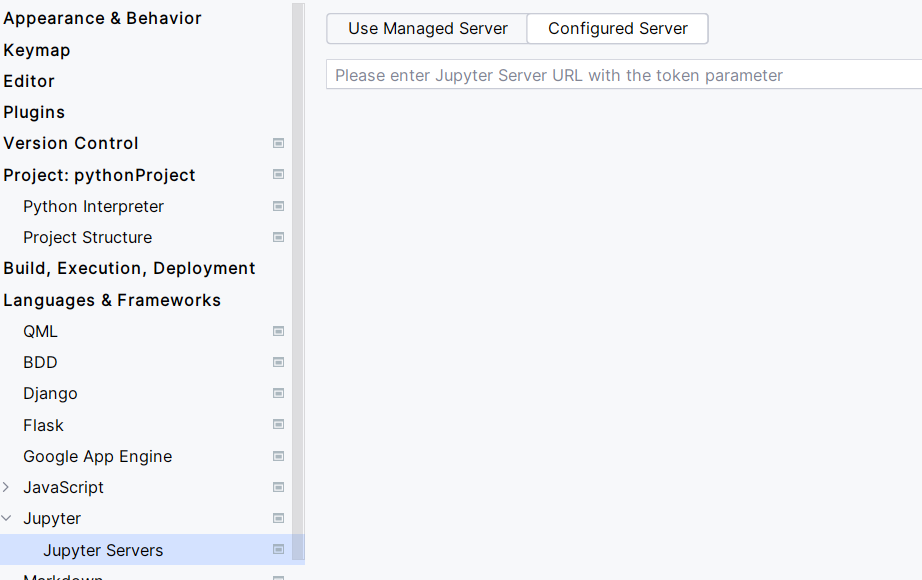 Appearance & Behavior
Keymap
Editor
Plugins
Version Control
Project: pythonProject
Python Interpreter
Project Structure
Build, Execution, Deployment
Languages & Frameworks
QML
BDD
Django
Flask
Google App Engine
JavaScript
Jupyter
Jupyter Servers
Markdown
Use Managed Server
Configured Server
Please enter Jupyter Server URL with the token parameter